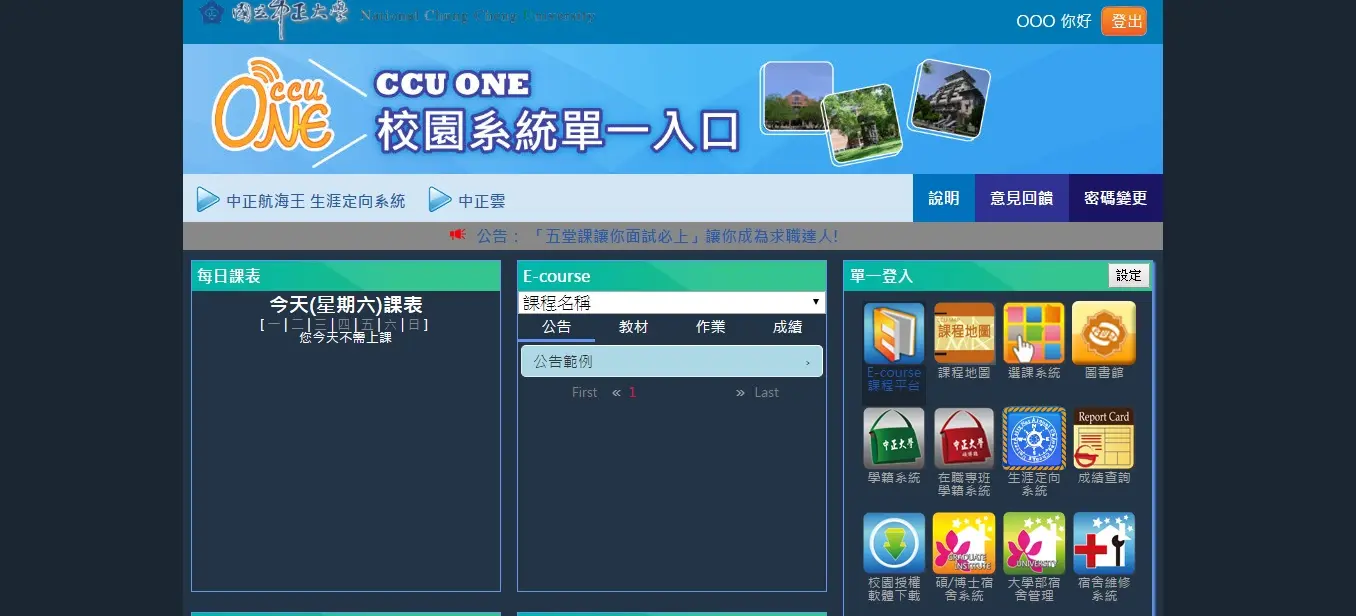 國立中正大學 National Chung Cheng University
OOO 你好 登出
ccu
ONE
CCU ONE
校園系統單一入口
中正航海王 生涯定向系統 中正雲
說明 意見回饋 密碼變更
公告: 「五堂課讓你面試必上」讓你成為求職達人!
每日課表
今天(星期六)課表
[ 一 | 二 | 三 | 四 | 五 | 六 | 日 ]
您今天不需上課
E-course
課程名稱
公告 教材 作業 成績
公告範例 ›
First « 1 » Last
單一登入 設定
課程地圖
E-course
課程平台
課程地圖
選課系統
圖書館
中正大學
中正大學
Report Card
學籍系統
在職專班
學籍系統
生涯定向
系統
成績查詢
GRADUATE
INSTITUTE
UNIVERSITY
校園授權
軟體下載
碩/博士宿
舍系統
大學部宿
舍管理
宿舍維修
系統